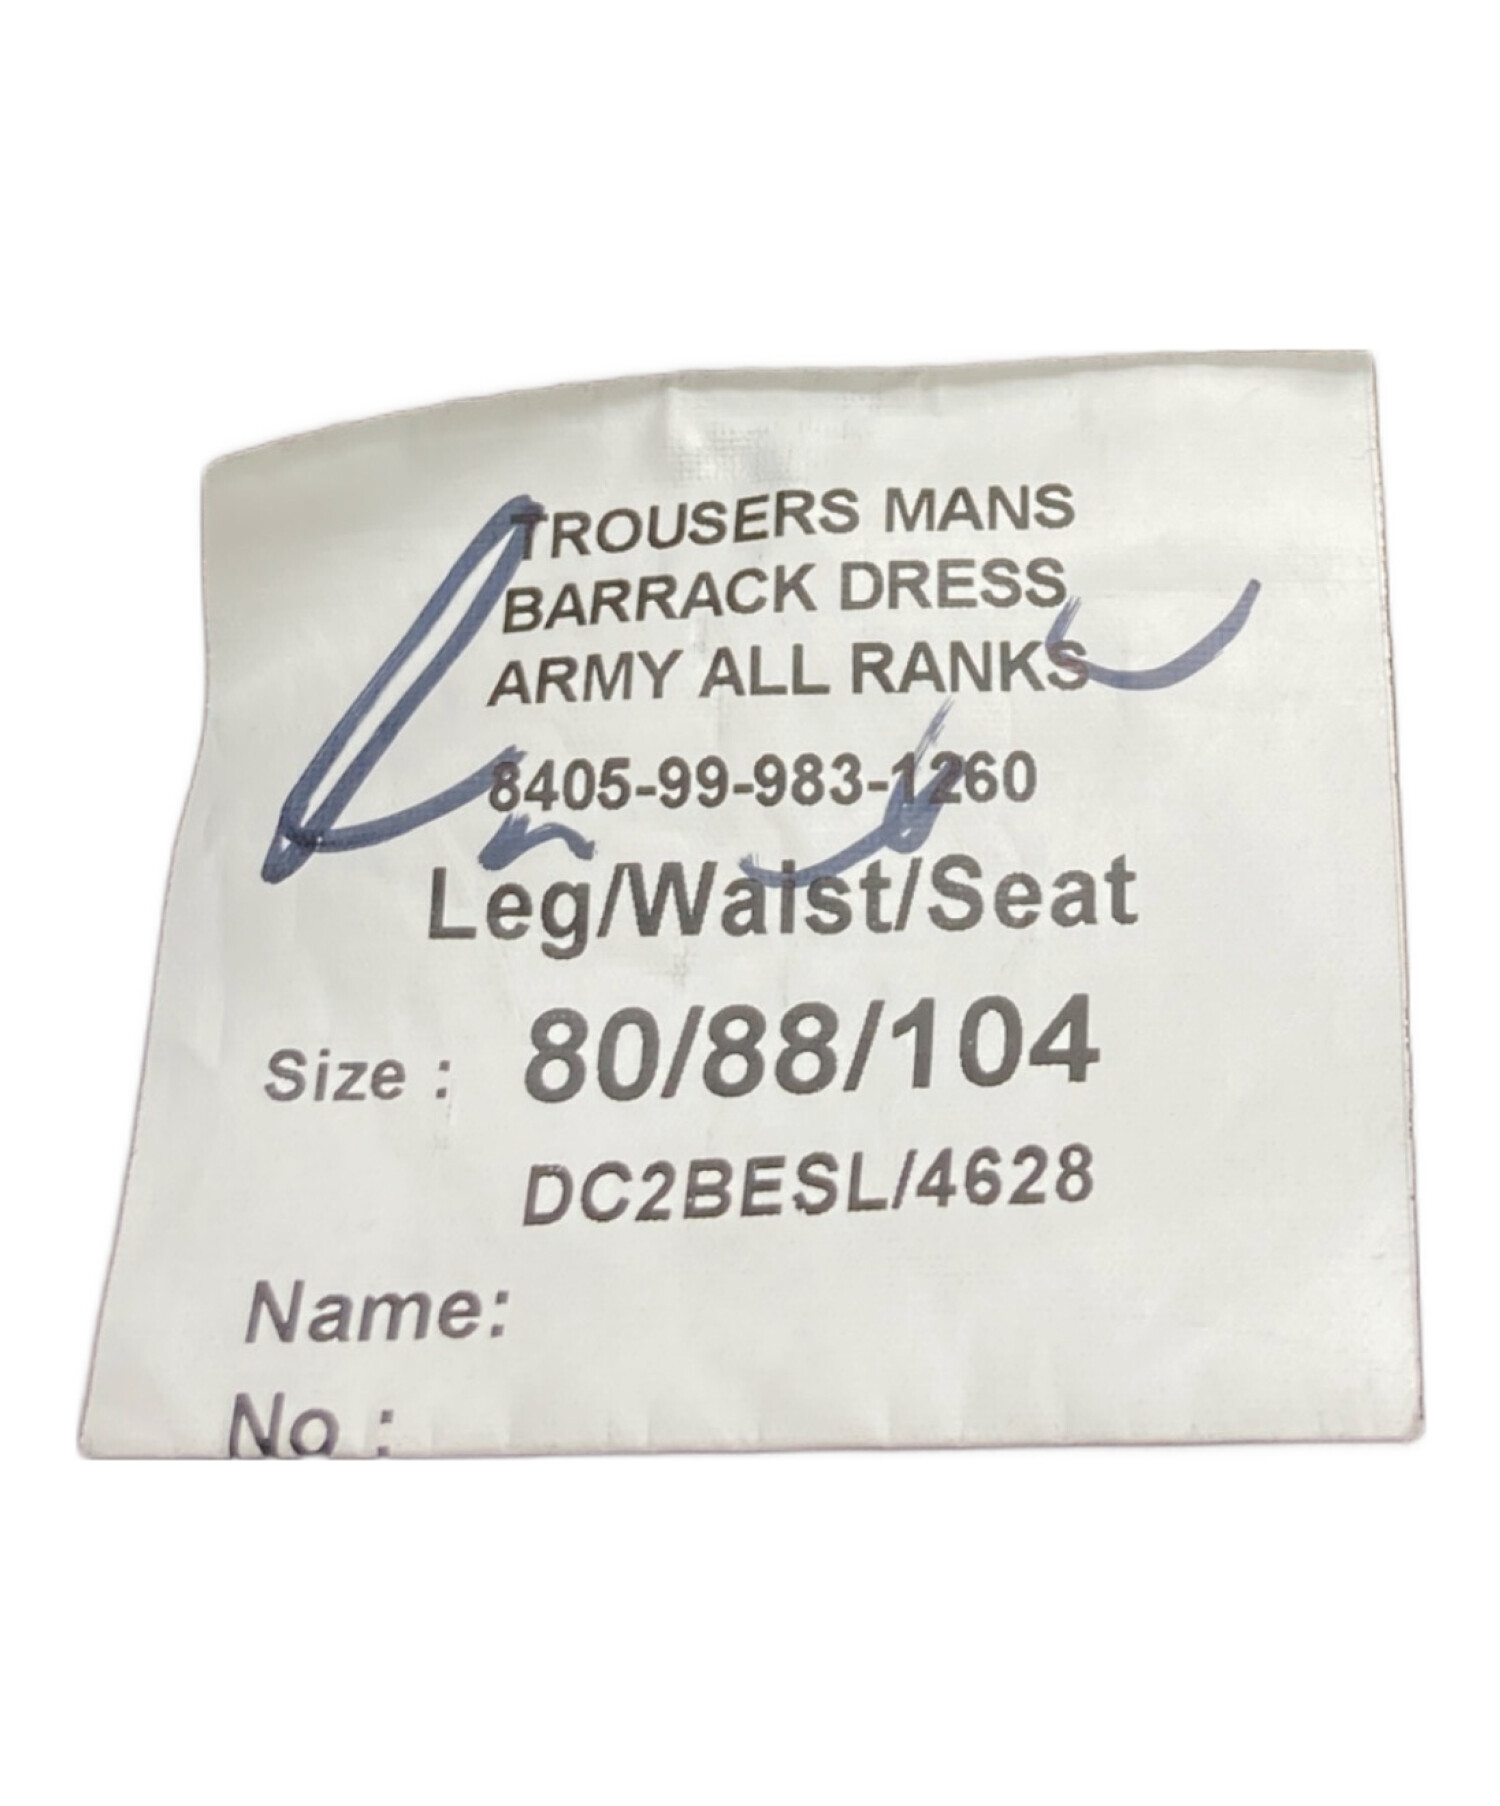 TROUSERS MANS
BARRACK DRESS
ARMY ALL RANKS
8405-99-983-1260
Leg/Waist/Seat
Size : 80/88/104
DC2BESL/4628
Name:
No :